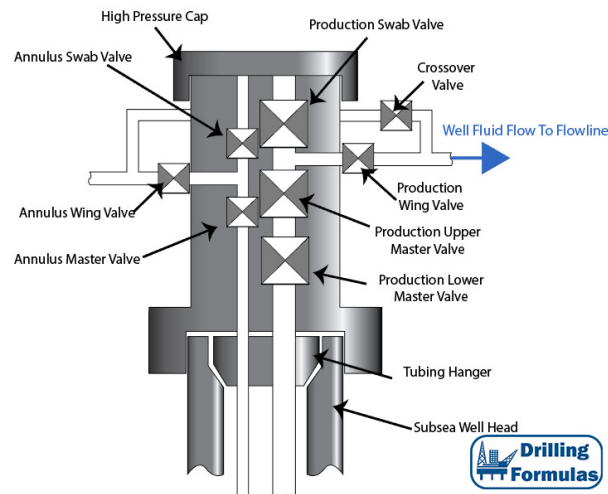 High Pressure Cap
Production Swab Valve
Annulus Swab Valve
Crossover
Valve
Well Fluid Flow To Flowline
Annulus Wing Valve
Production
Wing Valve
Production Upper
Master Valve
Annulus Master Valve
Production Lower
Master Valve
Tubing Hanger
Subsea Well Head
Drilling
Formulas